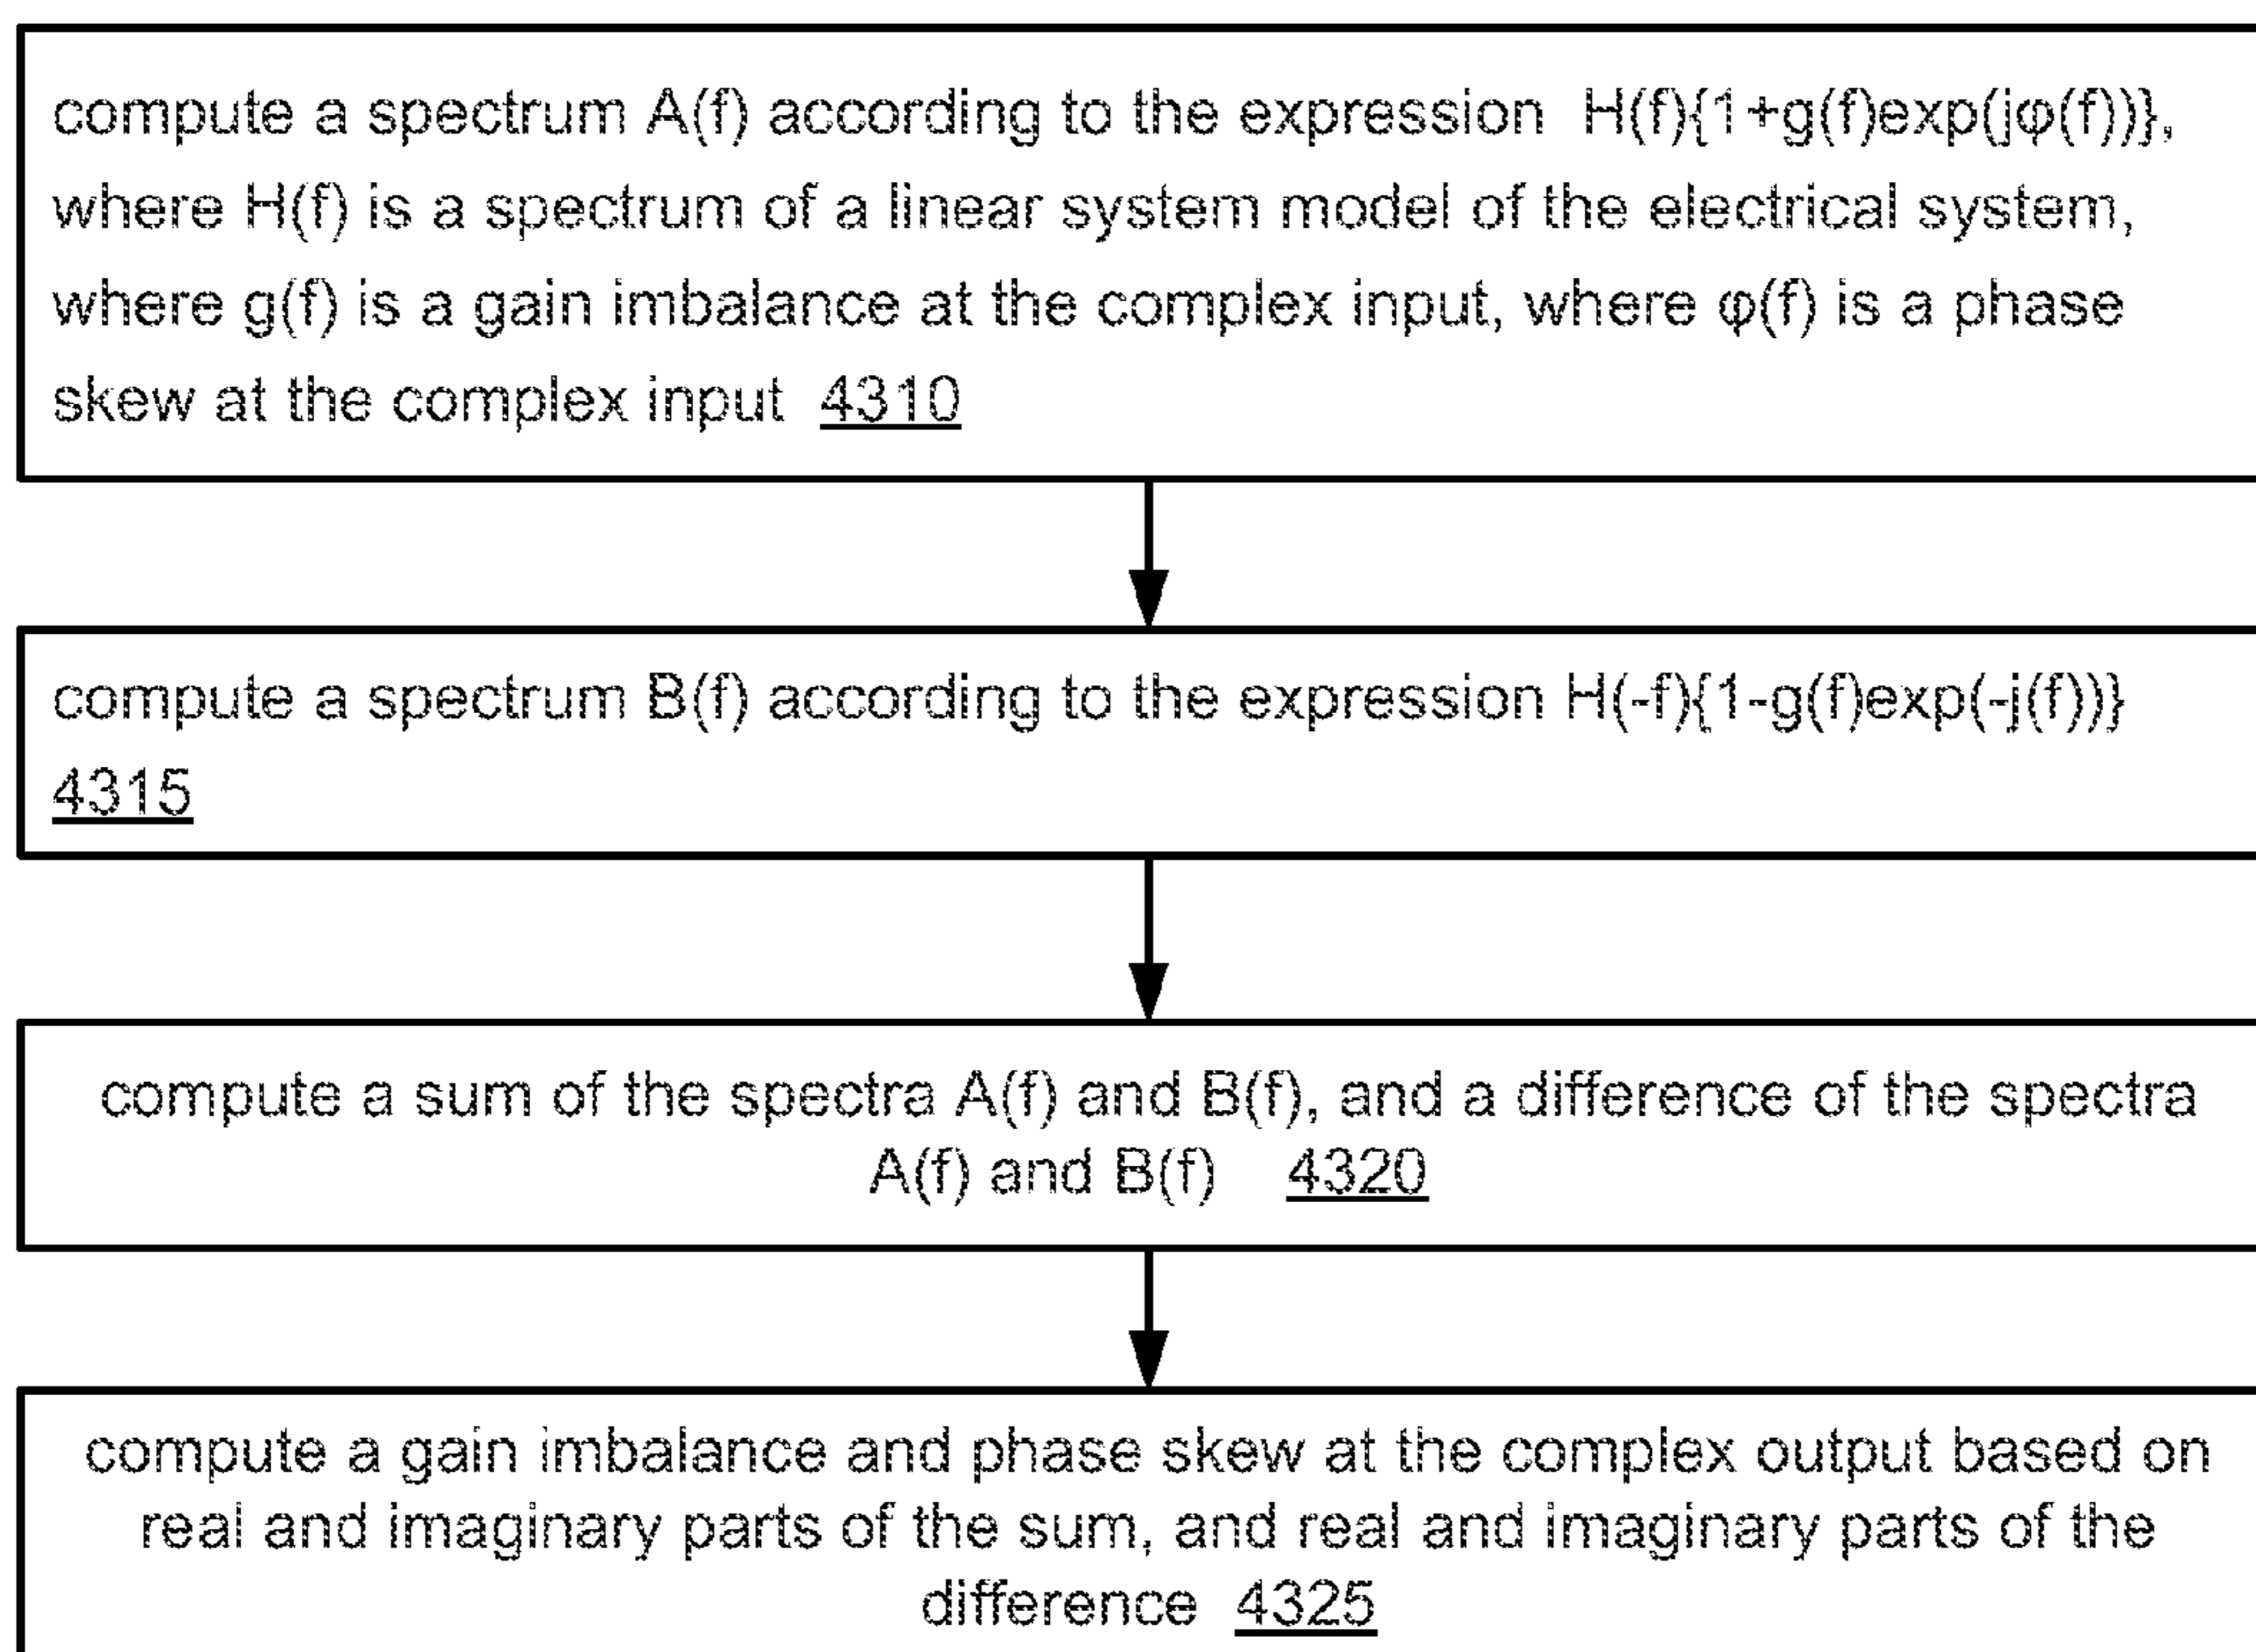 compute a spectrum A(f) according to the expression H(f){1+g(f)exp(jφ(f))},
where H(f) is a spectrum of a linear system model of the electrical system,
where g(f) is a gain imbalance at the complex input, where φ(f) is a phase
skew at the complex input 4310
compute a spectrum B(f) according to the expression H(-f){1-g(f)exp(-j(f))}
4315
compute a sum of the spectra A(f) and B(f), and a difference of the spectra
A(f) and B(f) 4320
compute a gain imbalance and phase skew at the complex output based on
real and imaginary parts of the sum, and real and imaginary parts of the
difference 4325